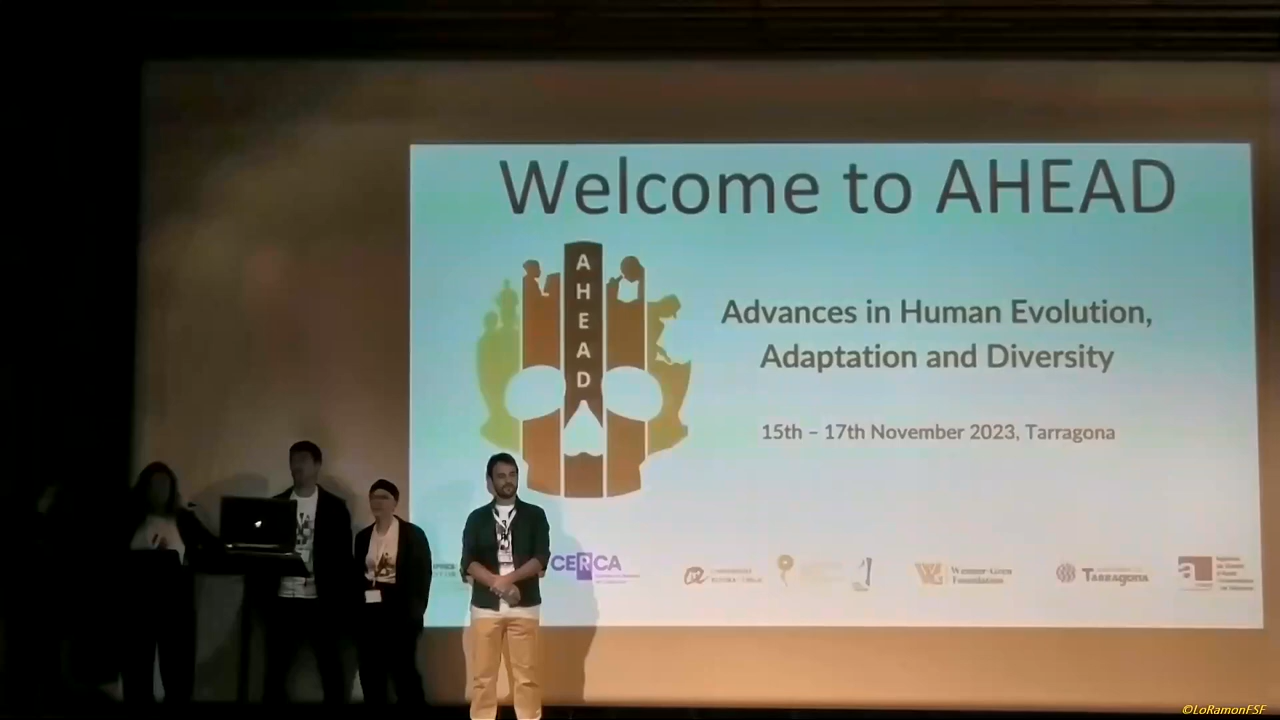 Welcome to AHEAD
A
H
E
A
D
Advances in Human Evolution,
Adaptation and Diversity
15th – 17th November 2023, Tarragona
CERCA
Wenner-Gren
Foundation
TARRAGONA
©LoRamonFSF